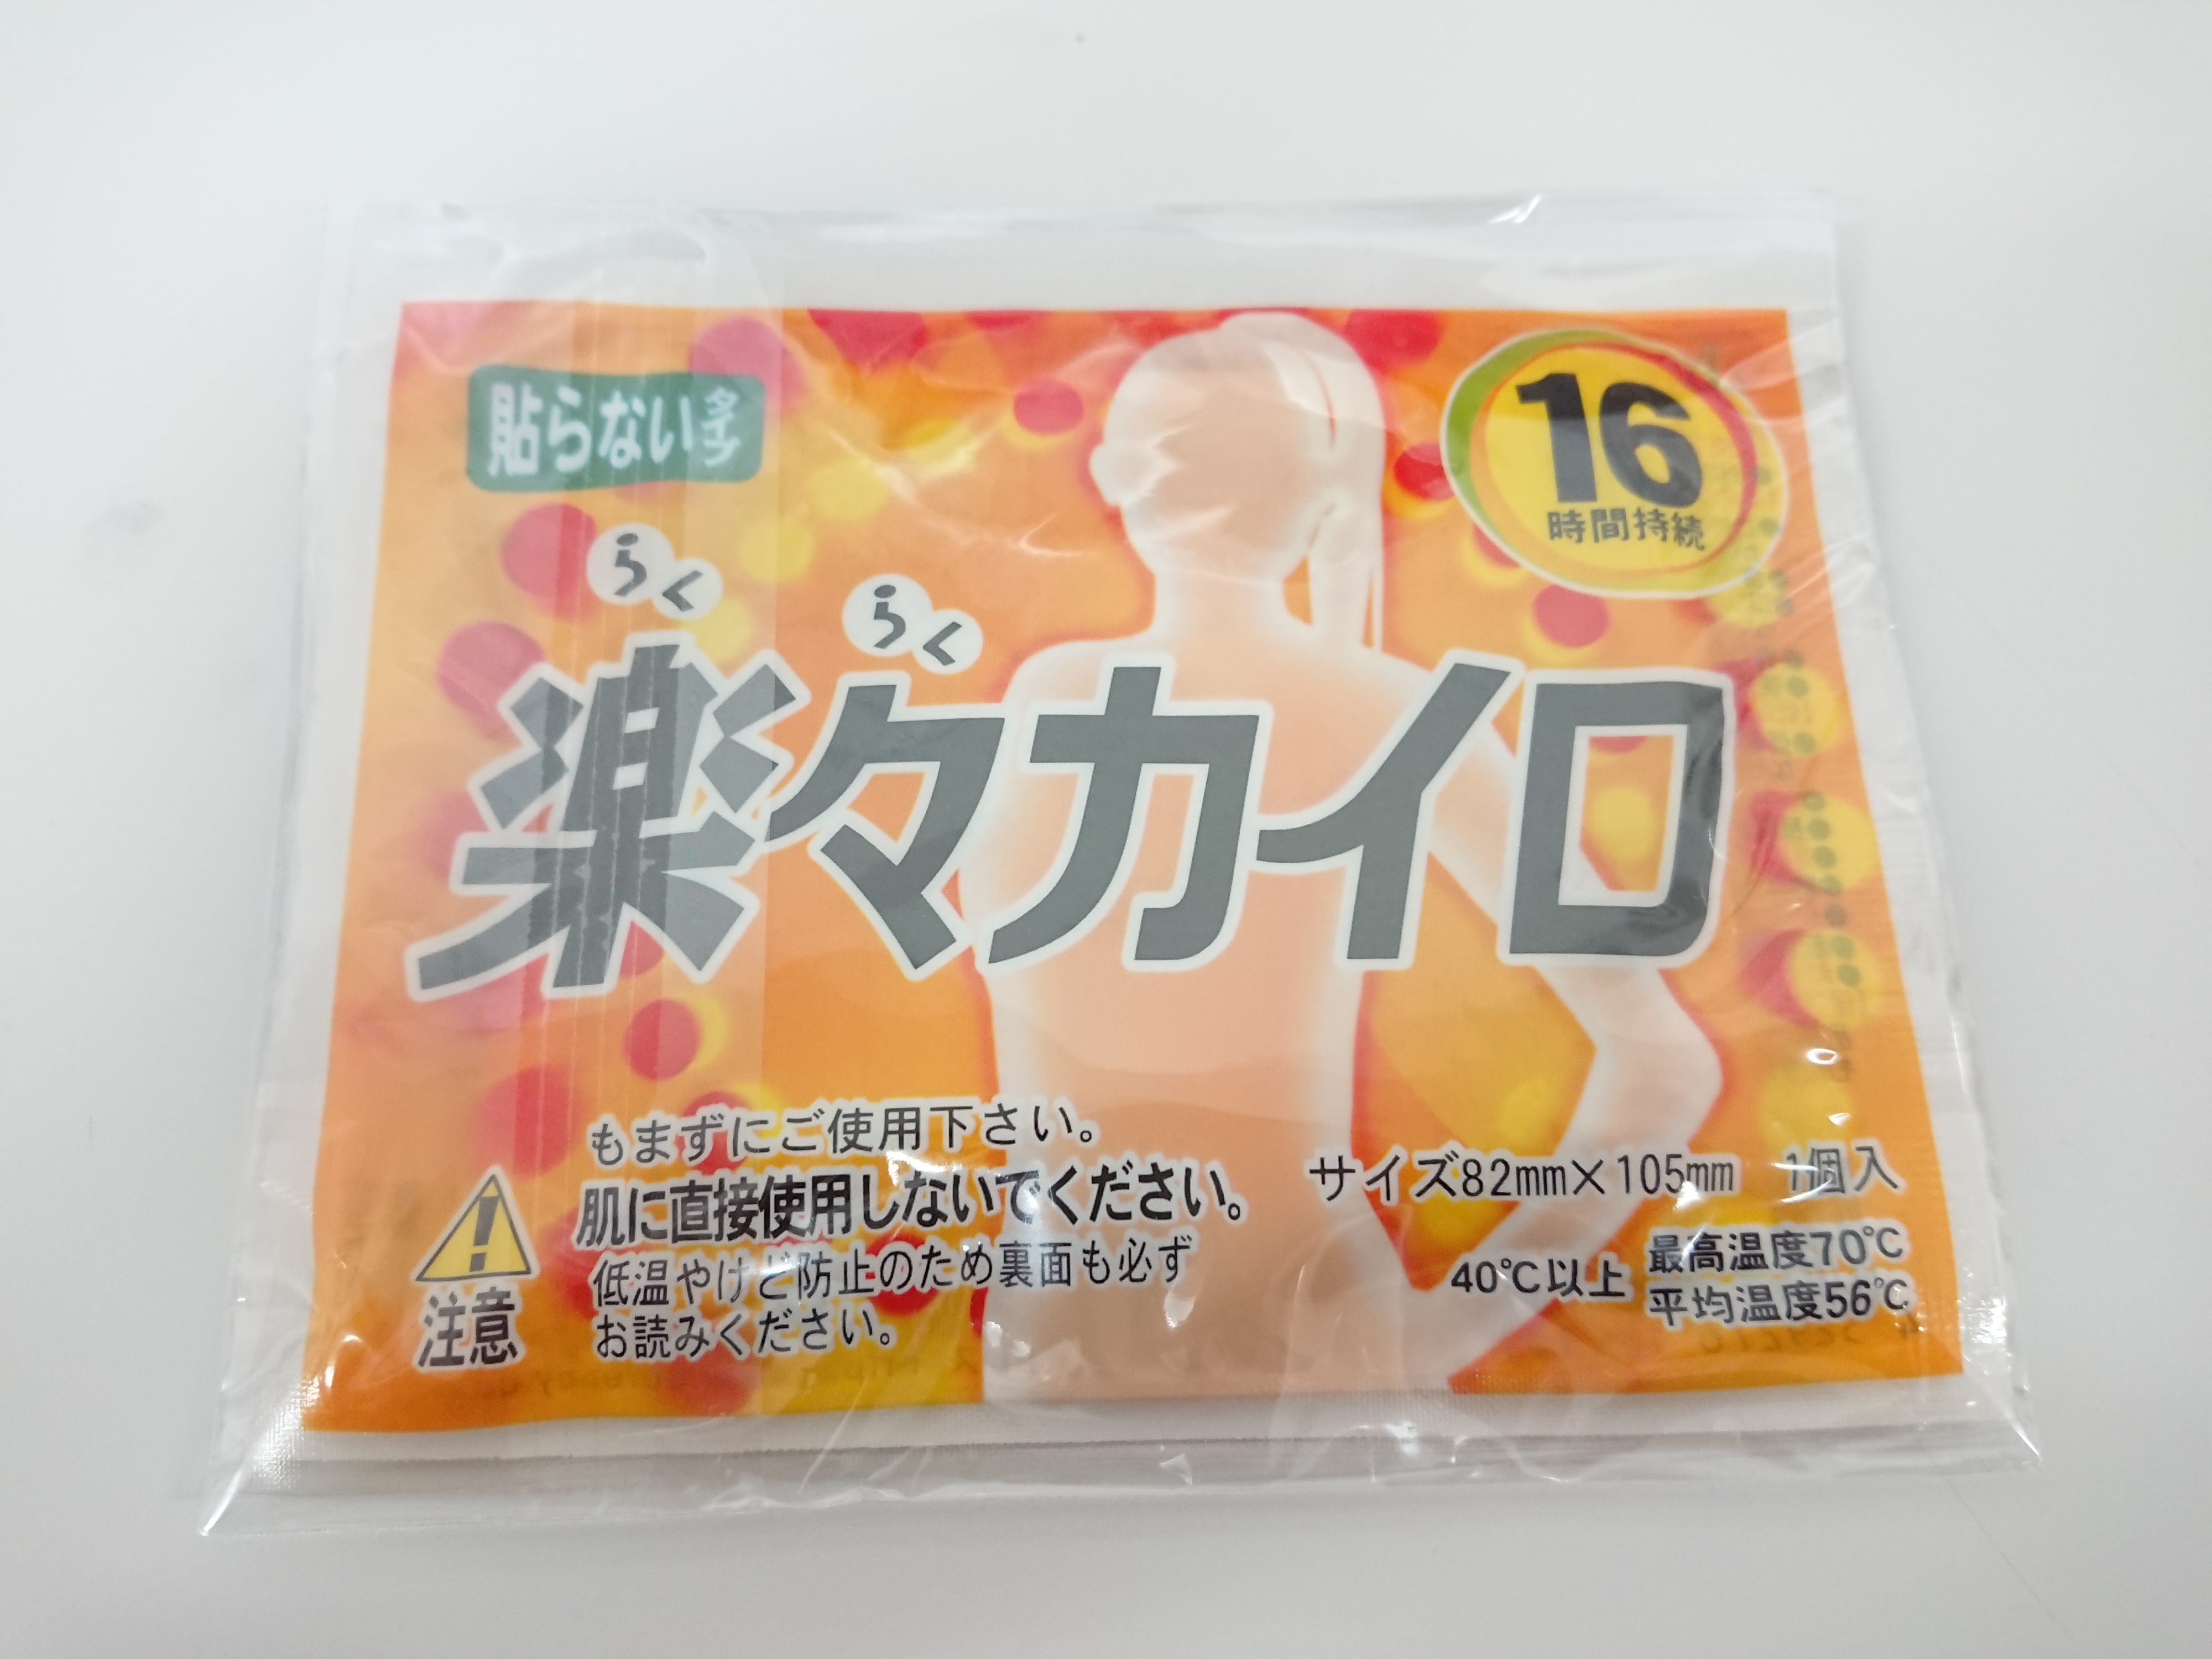 貼らないタイプ
16
時間持続
らく らく
楽々カイロ
もまずにご使用下さい。
肌に直接使用しないでください。
低温やけど防止のため裏面も必ず
お読みください。
注意
サイズ82mm×105mm 1個入
40℃以上 最高温度70℃
平均温度56℃